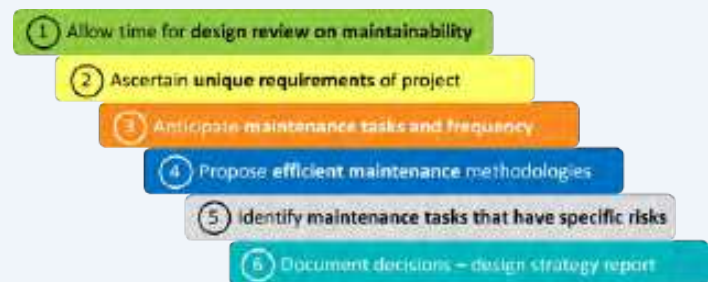 1 Allow time for design review on maintainability
2 Ascertain unique requirements of project
3 Anticipate maintenance tasks and frequency
4 Propose efficient maintenance methodologies
5 Identify maintenance tasks that have specific risks
6 Document decisions – design strategy report